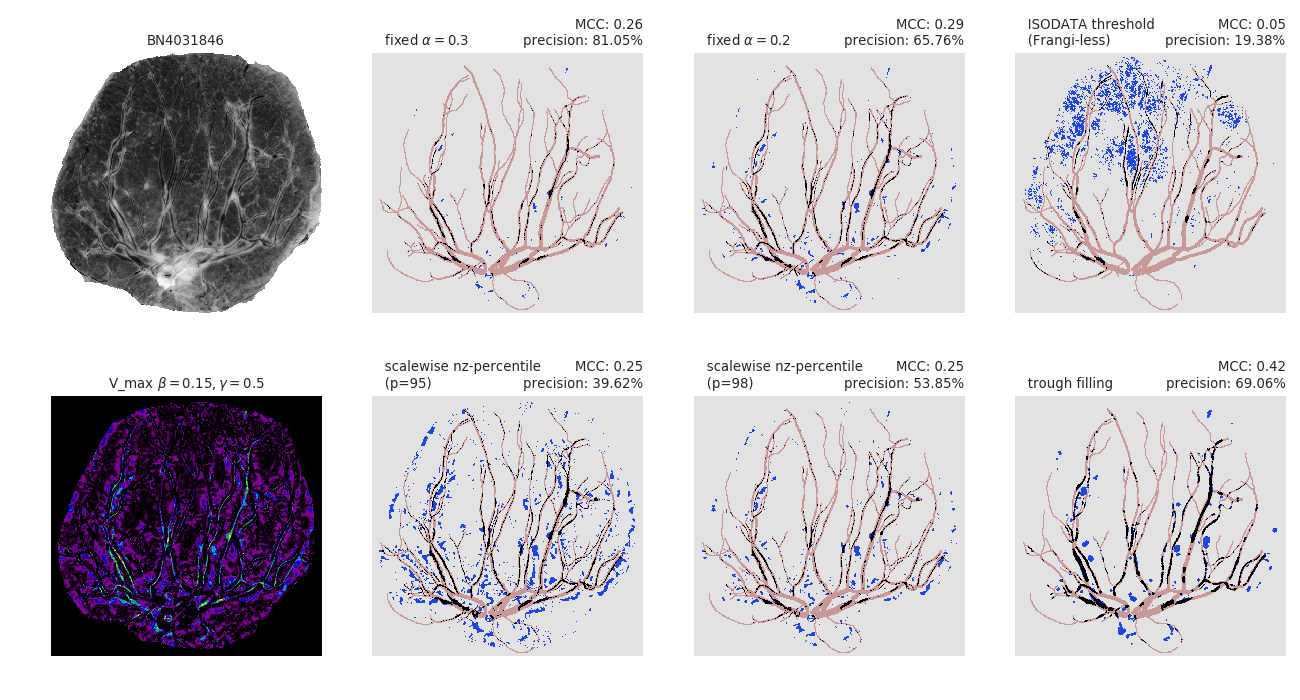 BN4031846
MCC: 0.26
fixed α = 0.3 precision: 81.05%
MCC: 0.29
fixed α = 0.2 precision: 65.76%
ISODATA threshold MCC: 0.05
(Frangi-less) precision: 19.38%
V_max β = 0.15, γ = 0.5
scalewise nz-percentile MCC: 0.25
(p=95) precision: 39.62%
scalewise nz-percentile MCC: 0.25
(p=98) precision: 53.85%
MCC: 0.42
trough filling precision: 69.06%